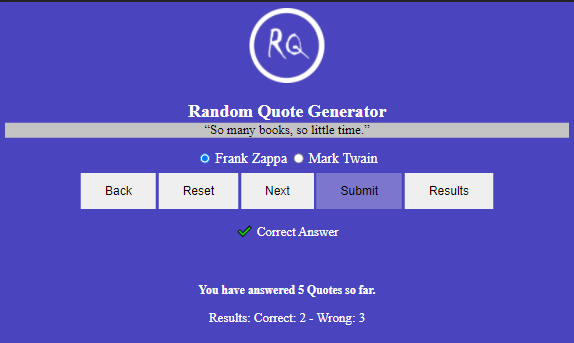 RQ
Random Quote Generator
“So many books, so little time.”
Frank Zappa Mark Twain
Back Reset Next Submit Results
Correct Answer
You have answered 5 Quotes so far.
Results: Correct: 2 - Wrong: 3